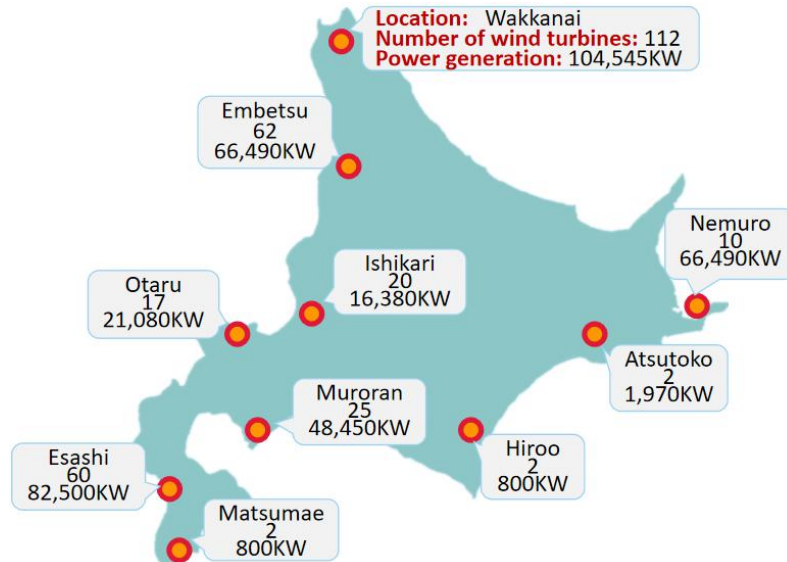 Location: Wakkanai
Number of wind turbines: 112
Power generation: 104,545KW
Embetsu
62
66,490KW
Nemuro
10
66,490KW
Ishikari
20
16,380KW
Otaru
17
21,080KW
Atsutoko
2
1,970KW
Muroran
25
48,450KW
Hiroo
2
800KW
Esashi
60
82,500KW
Matsumae
2
800KW